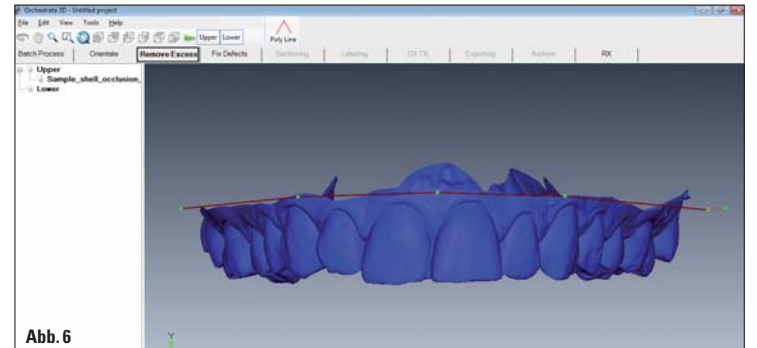 Orchestrate 3D - Untitled project
File Edit View Tools Help
Upper Lower
Poly Line
Batch Process Orientate Remove Excess Fix Defects Sectioning Labeling DX TX Exporting Archive RX
Upper
Sample_shell_occlusion_
Lower
Y
Abb. 6